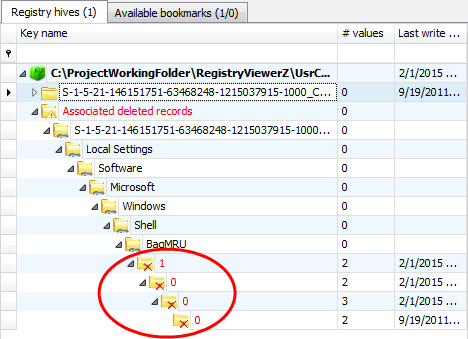 Registry hives (1) Available bookmarks (1/0)
Key name # values Last write ...
C:\ProjectWorkingFolder\RegistryViewerZ\UsrC... 2/1/2015 ...
S-1-5-21-146151751-63468248-1215037915-1000_C... 0 9/19/2011...
Associated deleted records 0
S-1-5-21-146151751-63468248-1215037915-1000... 0
Local Settings 0
Software 0
Microsoft 0
Windows 0
Shell 0
BagMRU 0
1 2 2/1/2015 ...
0 2 2/1/2015 ...
0 3 2/1/2015 ...
0 2 9/19/2011...